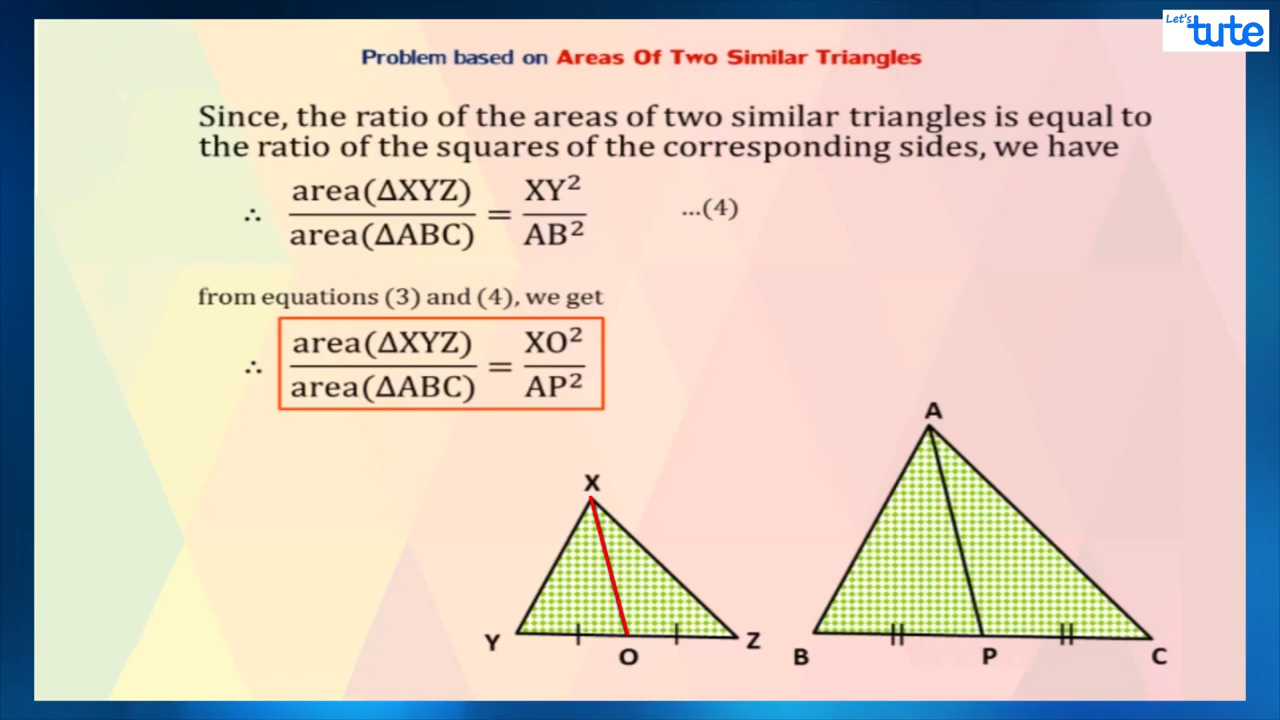 Let's
tute
Problem based on Areas Of Two Similar Triangles
Since, the ratio of the areas of two similar triangles is equal to
the ratio of the squares of the corresponding sides, we have
∴ area(ΔXYZ)/area(ΔABC) = XY²/AB² ...(4)
from equations (3) and (4), we get
∴ area(ΔXYZ)/area(ΔABC) = XO²/AP²
A
X
Y
O
Z
B
P
C